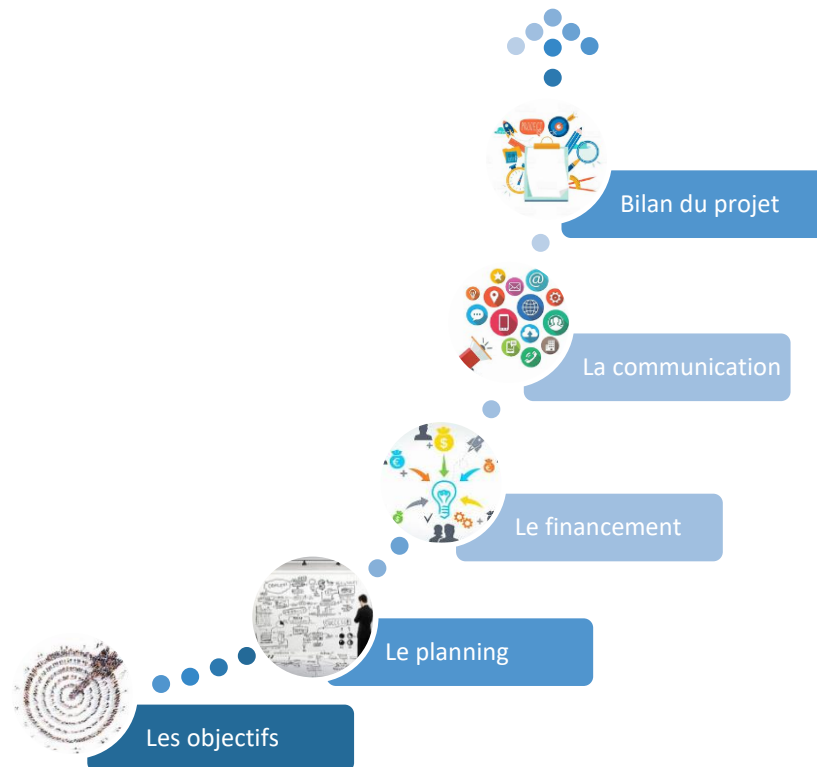 Bilan du projet
La communication
Le financement
Le planning
Les objectifs